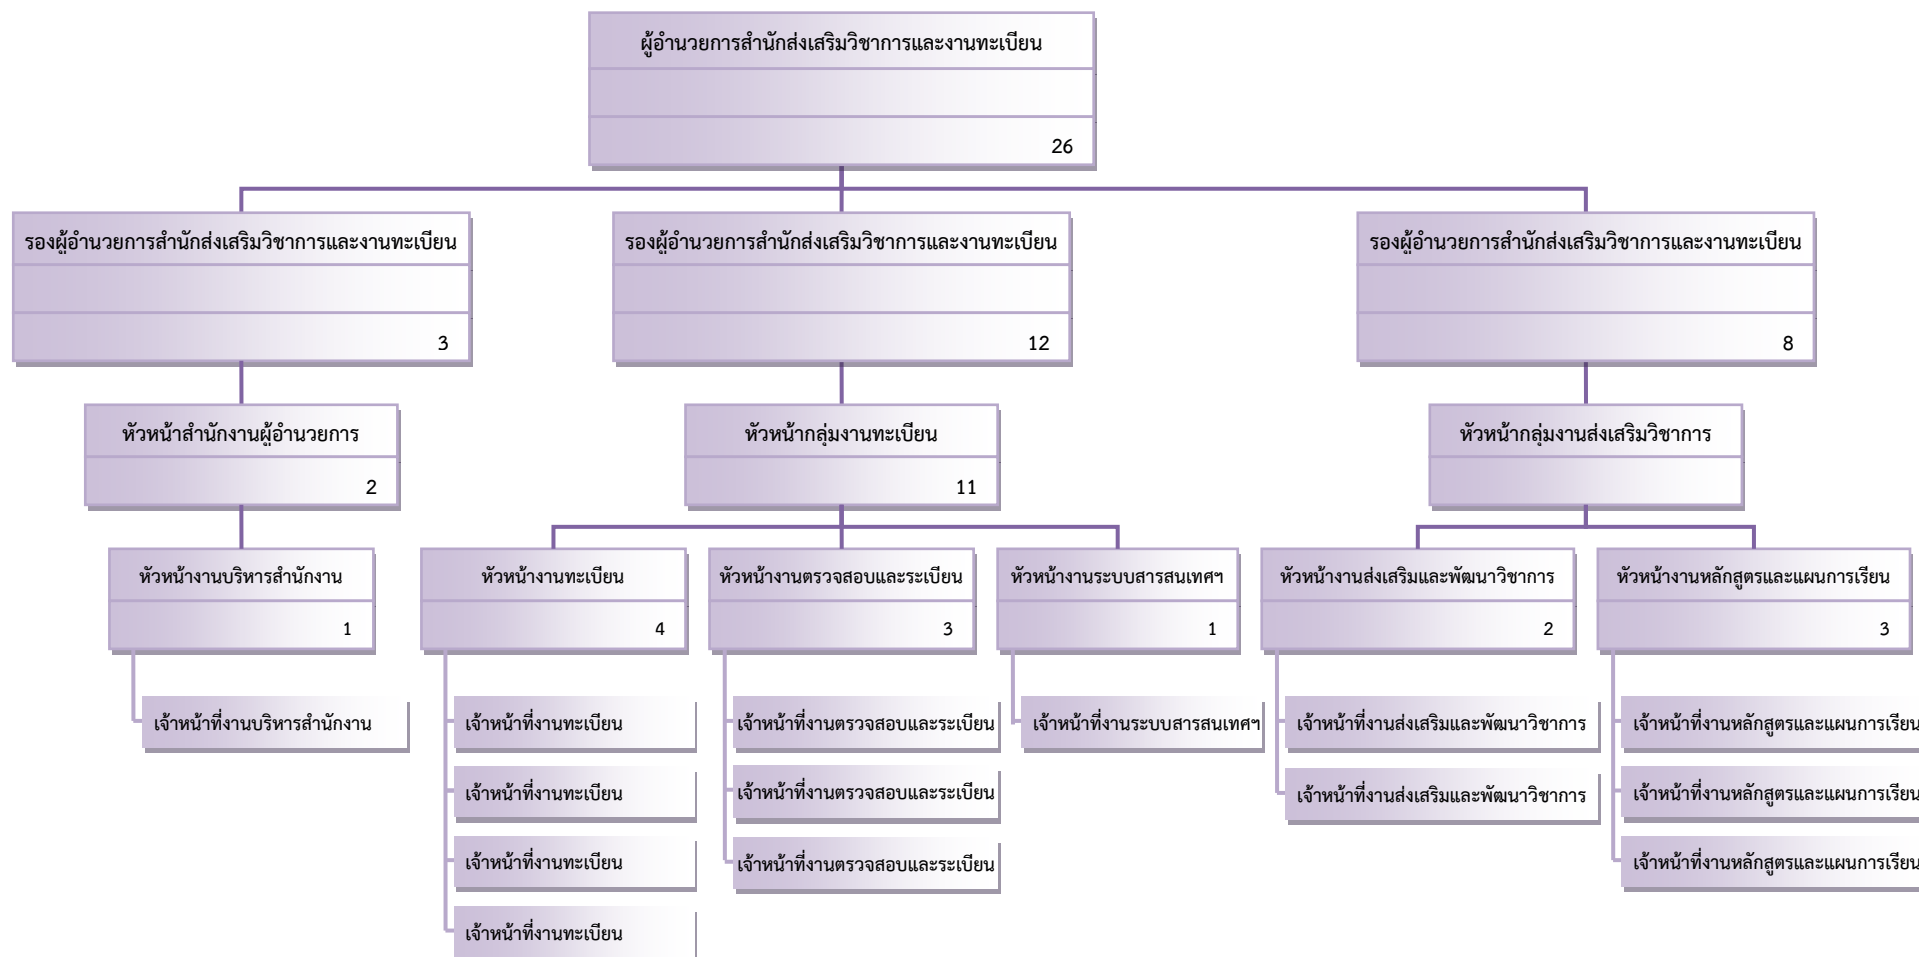 ผู้อำนวยการสำนักส่งเสริมวิชาการและงานทะเบียน
26
รองผู้อำนวยการสำนักส่งเสริมวิชาการและงานทะเบียน
3
รองผู้อำนวยการสำนักส่งเสริมวิชาการและงานทะเบียน
12
รองผู้อำนวยการสำนักส่งเสริมวิชาการและงานทะเบียน
8
หัวหน้าสำนักงานผู้อำนวยการ
2
หัวหน้ากลุ่มงานทะเบียน
11
หัวหน้ากลุ่มงานส่งเสริมวิชาการ
หัวหน้างานบริหารสำนักงาน
1
หัวหน้างานทะเบียน
4
หัวหน้างานตรวจสอบและระเบียน
3
หัวหน้างานระบบสารสนเทศฯ
1
หัวหน้างานส่งเสริมและพัฒนาวิชาการ
2
หัวหน้างานหลักสูตรและแผนการเรียน
3
เจ้าหน้าที่งานบริหารสำนักงาน
เจ้าหน้าที่งานทะเบียน
เจ้าหน้าที่งานทะเบียน
เจ้าหน้าที่งานทะเบียน
เจ้าหน้าที่งานทะเบียน
เจ้าหน้าที่งานตรวจสอบและระเบียน
เจ้าหน้าที่งานตรวจสอบและระเบียน
เจ้าหน้าที่งานตรวจสอบและระเบียน
เจ้าหน้าที่งานระบบสารสนเทศฯ
เจ้าหน้าที่งานส่งเสริมและพัฒนาวิชาการ
เจ้าหน้าที่งานส่งเสริมและพัฒนาวิชาการ
เจ้าหน้าที่งานหลักสูตรและแผนการเรียน
เจ้าหน้าที่งานหลักสูตรและแผนการเรียน
เจ้าหน้าที่งานหลักสูตรและแผนการเรียน